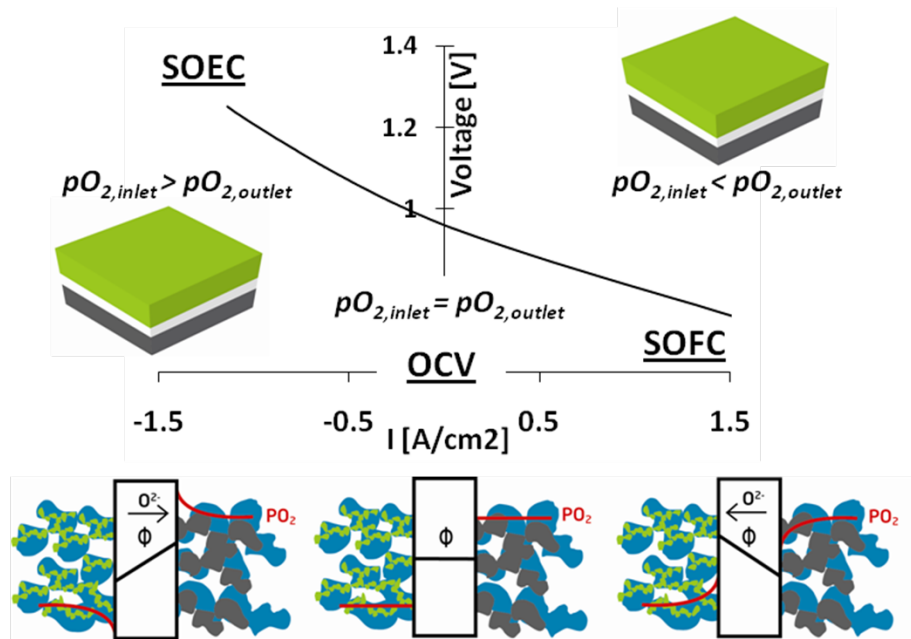 SOEC
1.4
1.2
1
Voltage [V]
pO2,inlet > pO2,outlet
pO2,inlet < pO2,outlet
pO2,inlet = pO2,outlet
SOFC
OCV
-1.5 -0.5 0.5 1.5
I [A/cm2]
O2- Φ PO2
Φ PO2
O2- Φ PO2